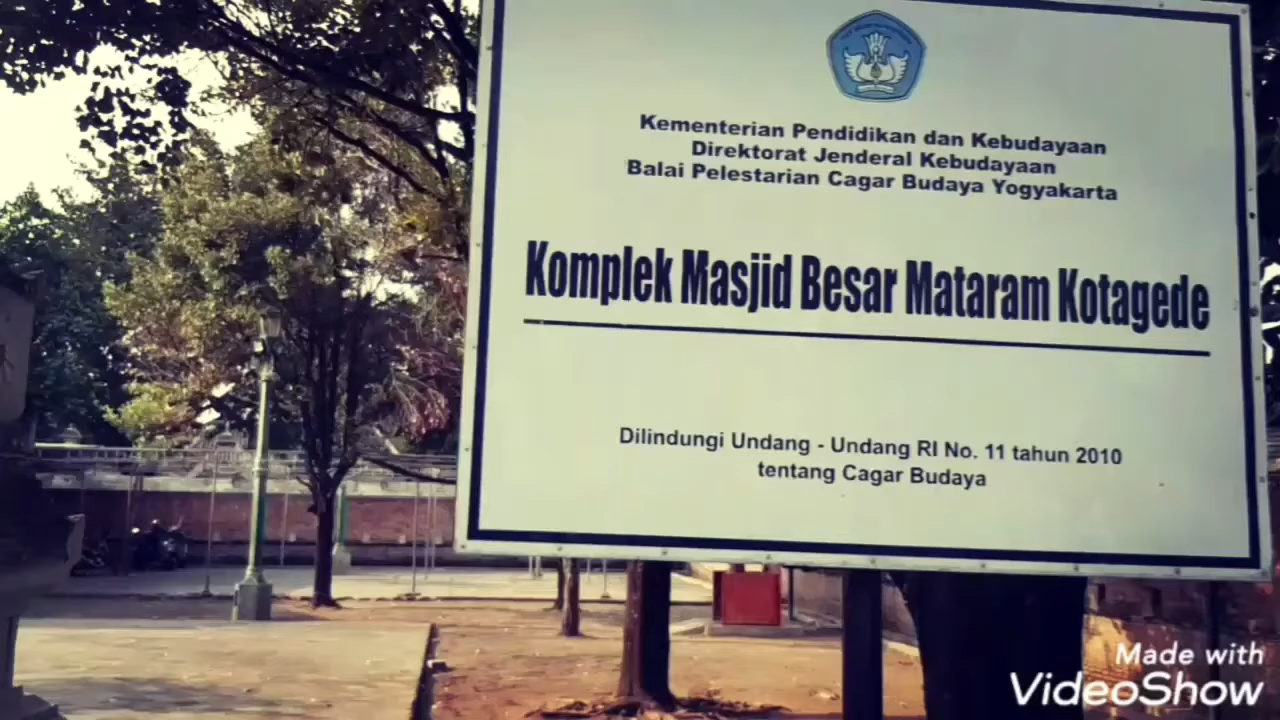 Kementerian Pendidikan dan Kebudayaan
Direktorat Jenderal Kebudayaan
Balai Pelestarian Cagar Budaya Yogyakarta
Komplek Masjid Besar Mataram Kotagede
Dilindungi Undang - Undang RI No. 11 tahun 2010
tentang Cagar Budaya
Made with
VideoShow